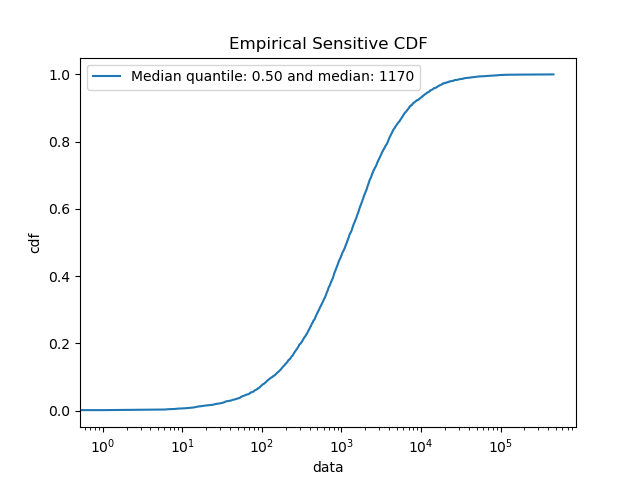 Empirical Sensitive CDF
Median quantile: 0.50 and median: 1170
1.0
0.8
0.6
0.4
0.2
0.0
cdf
10⁰ 10¹ 10² 10³ 10⁴ 10⁵
data